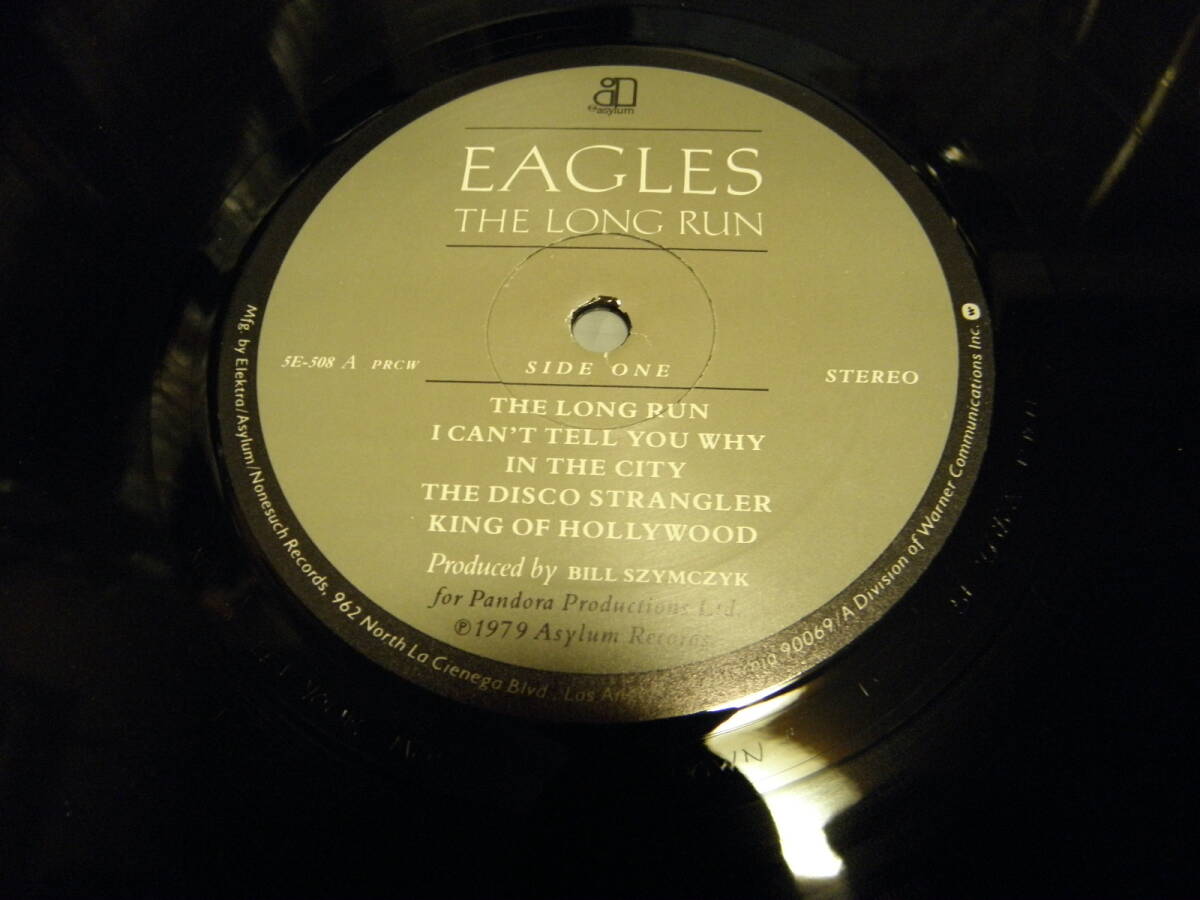 asylum
EAGLES
THE LONG RUN
5E-508 A PRCW
SIDE ONE
STEREO
THE LONG RUN
I CAN'T TELL YOU WHY
IN THE CITY
THE DISCO STRANGLER
KING OF HOLLYWOOD
Produced by BILL SZYMCZYK
for Pandora Productions Ltd.
℗1979 Asylum Records
Mfg. by Elektra/Asylum/Nonesuch Records, 962 North La Cienega Blvd., Los 90069/A Division of Warner Communications Inc.